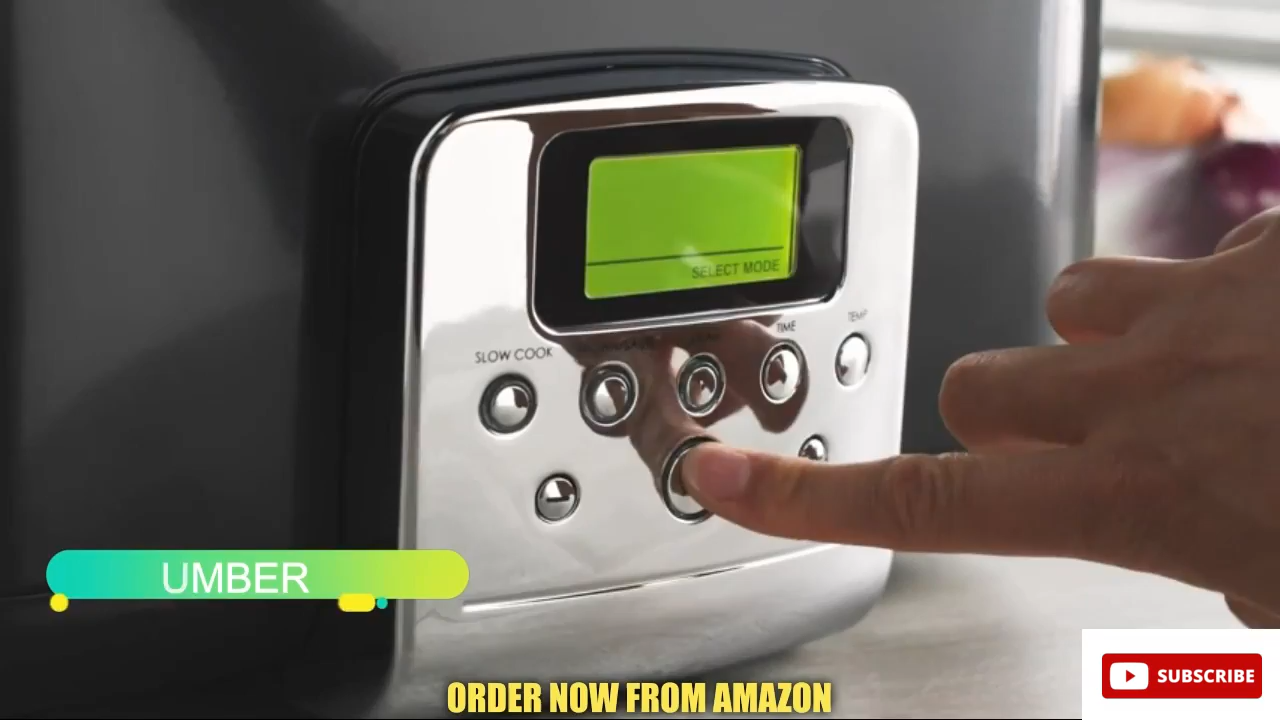 SELECT MODE
SLOW COOK
TIME
TEMP
UMBER
SUBSCRIBE
ORDER NOW FROM AMAZON